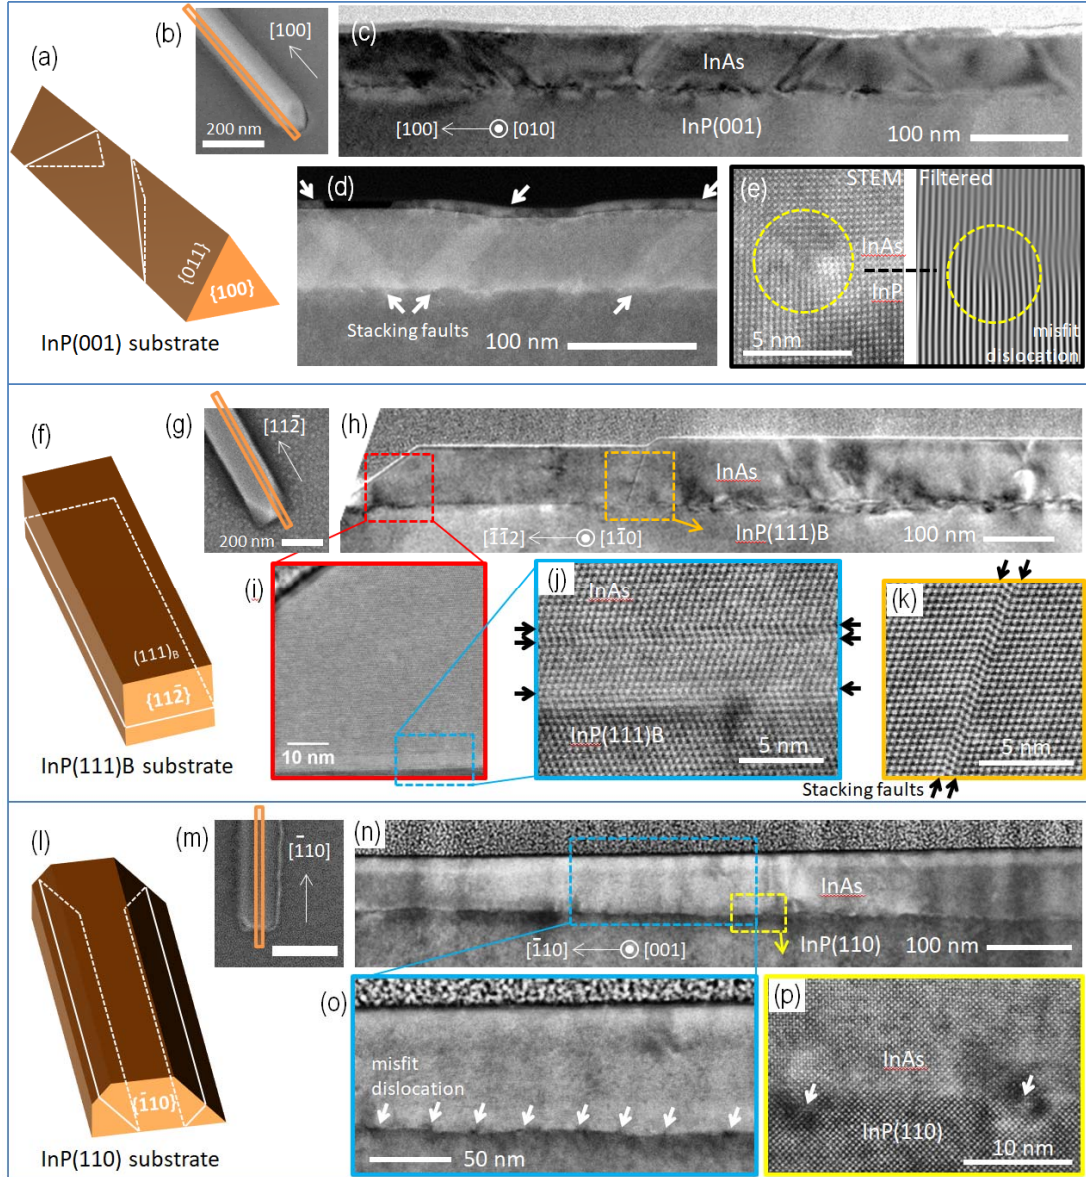 (a)
(b)
[100]
200 nm
(c)
InAs
[100]
[010]
InP(001)
100 nm
{011}
{100}
InP(001) substrate
(d)
Stacking faults
100 nm
(e)
STEM
Filtered
InAs
InP
5 nm
misfit
dislocation
(f)
(g)
[112̄]
200 nm
(h)
InAs
[1̄1̄2]
[11̄0]
InP(111)B
100 nm
(111)B
{112̄}
InP(111)B substrate
(i)
10 nm
(j)
InAs
InP(111)B
5 nm
(k)
5 nm
Stacking faults
(l)
(m)
[1̄10]
(n)
InAs
[1̄10]
[001]
InP(110)
100 nm
{1̄10}
InP(110) substrate
(o)
misfit
dislocation
50 nm
(p)
InAs
InP(110)
10 nm